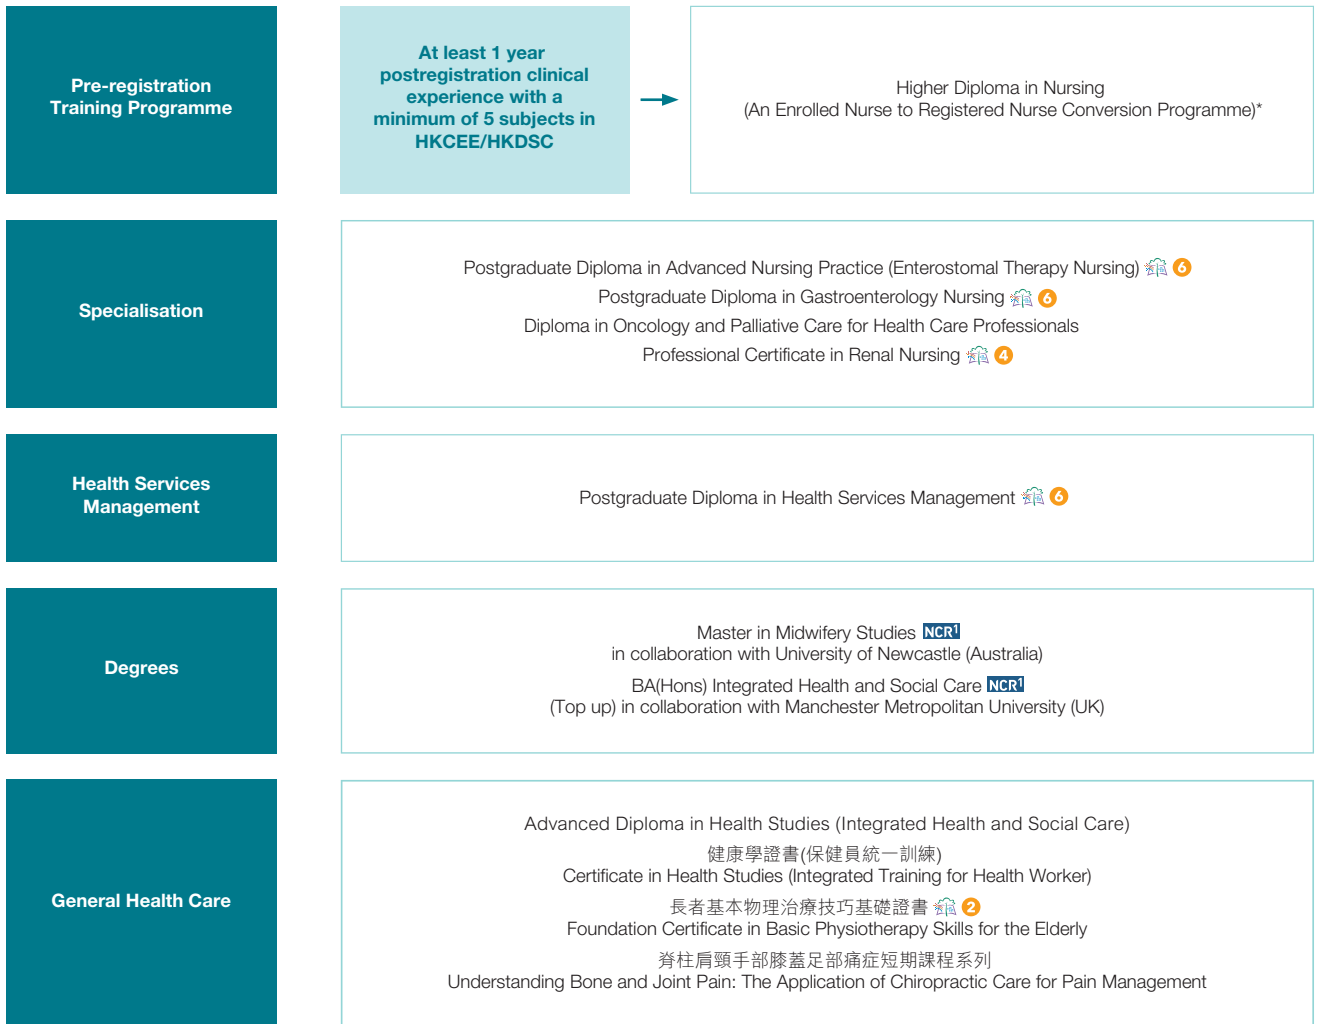 Pre-registration
Training Programme
At least 1 year
postregistration clinical
experience with a
minimum of 5 subjects in
HKCEE/HKDSC
Higher Diploma in Nursing
(An Enrolled Nurse to Registered Nurse Conversion Programme)*
Specialisation
Postgraduate Diploma in Advanced Nursing Practice (Enterostomal Therapy Nursing) 6
Postgraduate Diploma in Gastroenterology Nursing 6
Diploma in Oncology and Palliative Care for Health Care Professionals
Professional Certificate in Renal Nursing 4
Health Services
Management
Postgraduate Diploma in Health Services Management 6
Degrees
Master in Midwifery Studies NCR1
in collaboration with University of Newcastle (Australia)
BA(Hons) Integrated Health and Social Care NCR1
(Top up) in collaboration with Manchester Metropolitan University (UK)
General Health Care
Advanced Diploma in Health Studies (Integrated Health and Social Care)
健康學證書(保健員統一訓練)
Certificate in Health Studies (Integrated Training for Health Worker)
長者基本物理治療技巧基礎證書 2
Foundation Certificate in Basic Physiotherapy Skills for the Elderly
脊柱肩頸手部膝蓋足部痛症短期課程系列
Understanding Bone and Joint Pain: The Application of Chiropractic Care for Pain Management